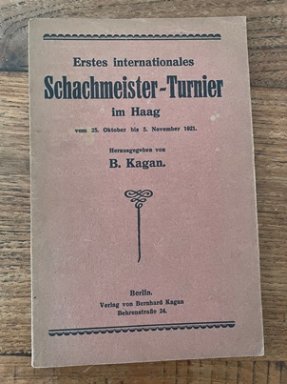 Erstes internationales
Schachmeister-Turnier
im Haag
vom 25. Oktober bis 5. November 1921.
Herausgegeben von
B. Kagan.
Berlin.
Verlag von Bernhard Kagan
Behrenstraße 24.